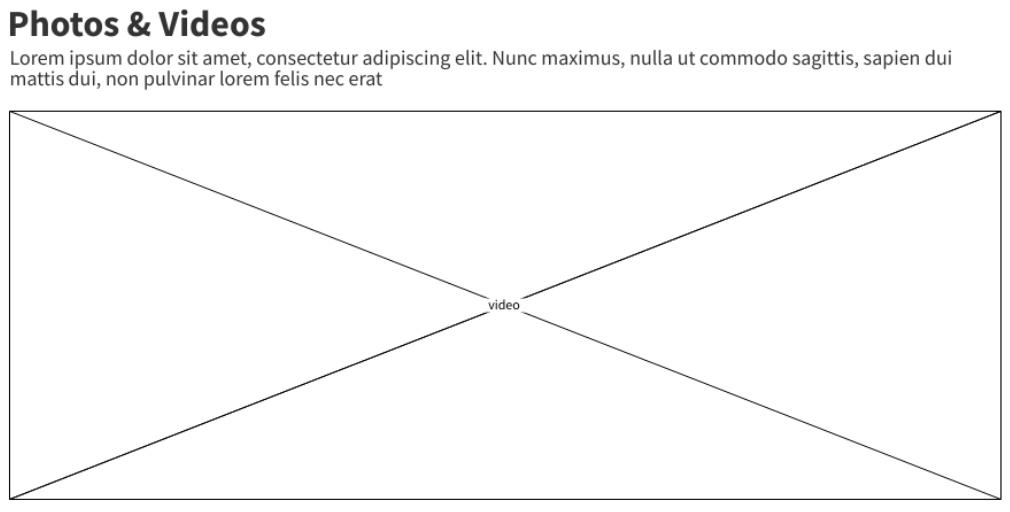 Photos & Videos
Lorem ipsum dolor sit amet, consectetur adipiscing elit. Nunc maximus, nulla ut commodo sagittis, sapien dui
mattis dui, non pulvinar lorem felis nec erat
video